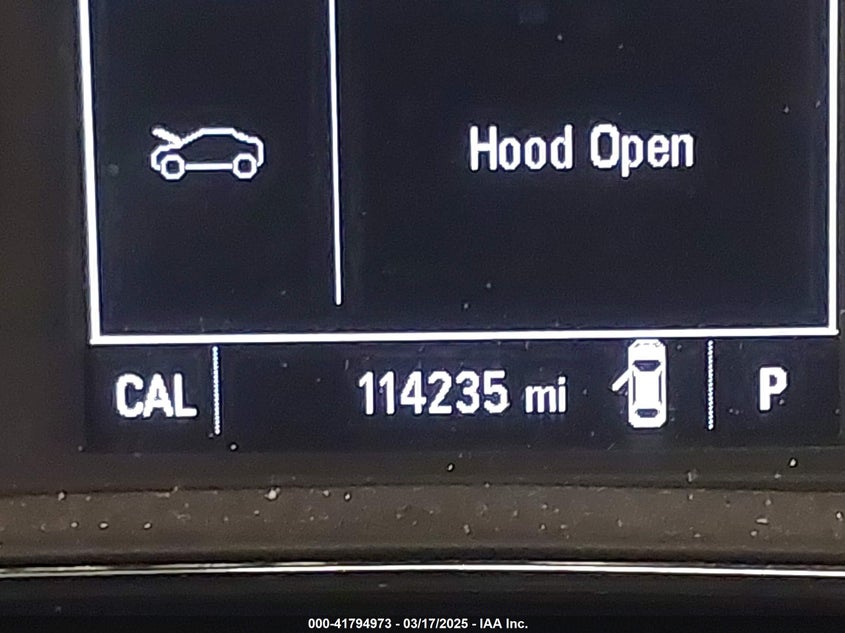 Hood Open
CAL 114235 mi P
000-41794973 - 03/17/2025 - IAA Inc.